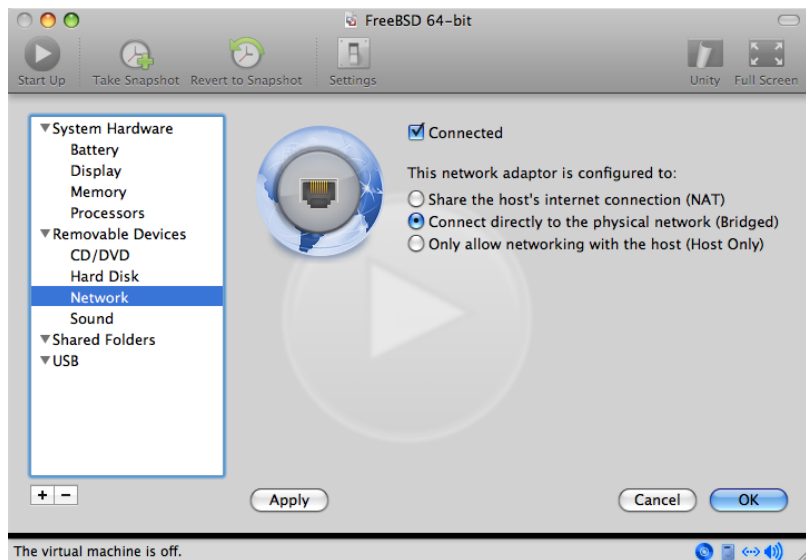 FreeBSD 64-bit
Start Up
Take Snapshot
Revert to Snapshot
Settings
Unity
Full Screen
System Hardware
Battery
Display
Memory
Processors
Removable Devices
CD/DVD
Hard Disk
Network
Sound
Shared Folders
USB
Connected
This network adaptor is configured to:
Share the host's internet connection (NAT)
Connect directly to the physical network (Bridged)
Only allow networking with the host (Host Only)
+ −
Apply
Cancel
OK
The virtual machine is off.